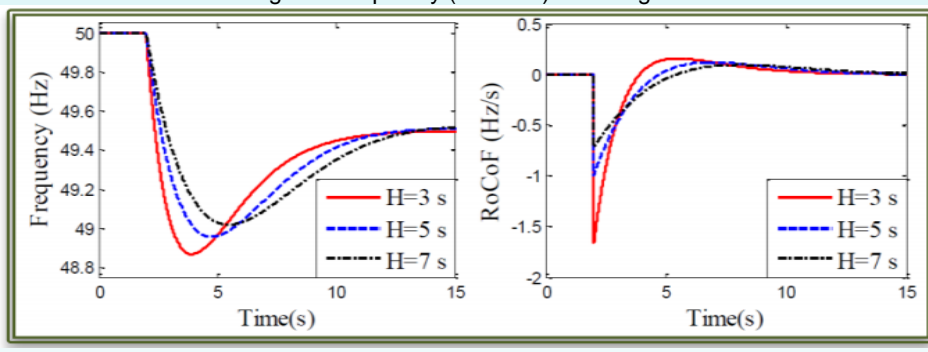 50
49.8
49.6
49.4
49.2
49
48.8
0
5
10
15
Frequency (Hz)
Time(s)
H=3 s
H=5 s
H=7 s
0.5
0
-0.5
-1
-1.5
-2
0
5
10
15
RoCoF (Hz/s)
Time(s)
H=3 s
H=5 s
H=7 s